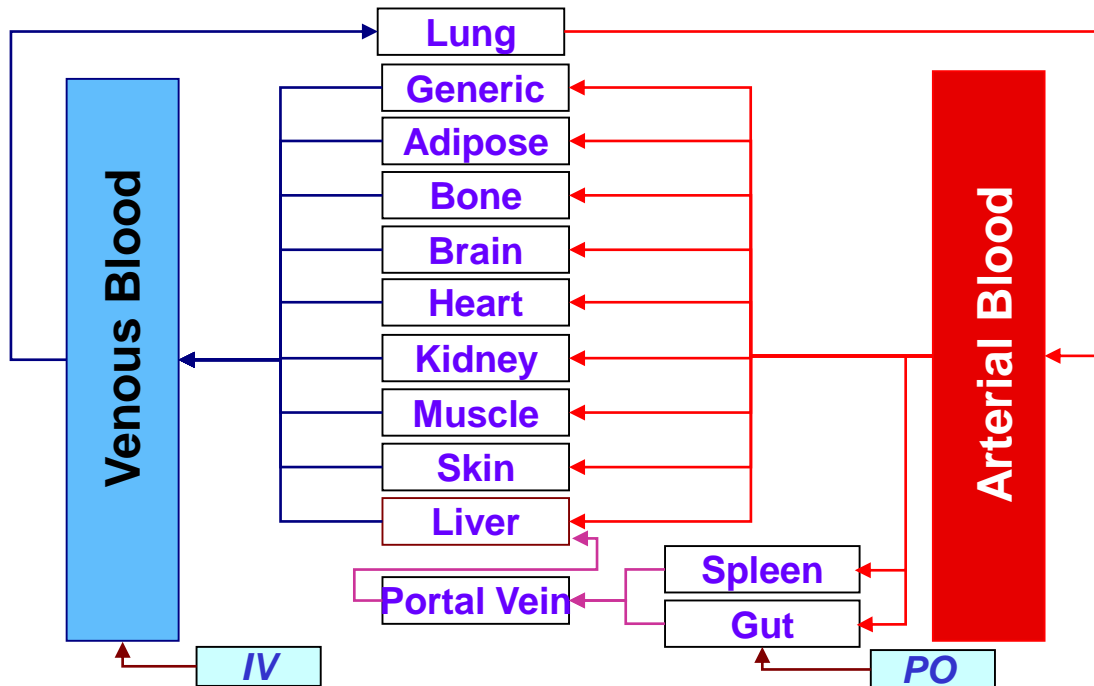 Lung
Generic
Adipose
Bone
Brain
Heart
Kidney
Muscle
Skin
Liver
Portal Vein
Spleen
Gut
Venous Blood
Arterial Blood
IV
PO